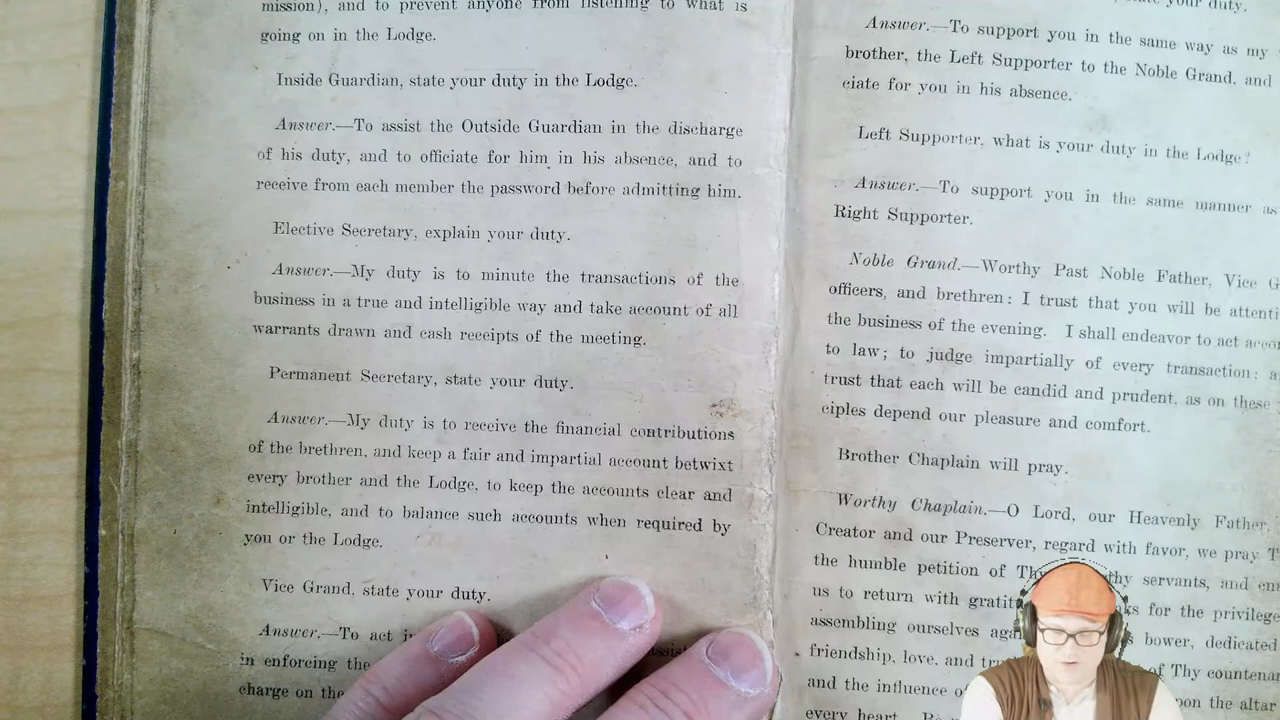 mission), and to prevent anyone from listening to what is
going on in the Lodge.
Inside Guardian, state your duty in the Lodge.
Answer.—To assist the Outside Guardian in the discharge
of his duty, and to officiate for him in his absence, and to
receive from each member the password before admitting him.
Elective Secretary, explain your duty.
Answer.—My duty is to minute the transactions of the
business in a true and intelligible way and take account of all
warrants drawn and cash receipts of the meeting.
Permanent Secretary, state your duty.
Answer.—My duty is to receive the financial contributions
of the brethren, and keep a fair and impartial account betwixt
every brother and the Lodge, to keep the accounts clear and
intelligible, and to balance such accounts when required by
you or the Lodge.
Vice Grand, state your duty.
Answer.—To act
in enforcing the
charge on the
your duty.
Answer.—To support you in the same way as my
brother, the Left Supporter to the Noble Grand, and
ciate for you in his absence.
Left Supporter, what is your duty in the Lodge?
Answer.—To support you in the same manner as
Right Supporter.
Noble Grand.—Worthy Past Noble Father, Vice G
officers, and brethren: I trust that you will be attenti
the business of the evening. I shall endeavor to act accor
to law; to judge impartially of every transaction: a
trust that each will be candid and prudent, as on these
ciples depend our pleasure and comfort.
Brother Chaplain will pray.
Worthy Chaplain.—O Lord, our Heavenly Father,
Creator and our Preserver, regard with favor, we pray T
the humble petition of thy servants, and en
us to return with for the privilege
assembling ourselves bower, dedicated
friendship, love, and of Thy countenan
and the influence upon the altar
every heart.